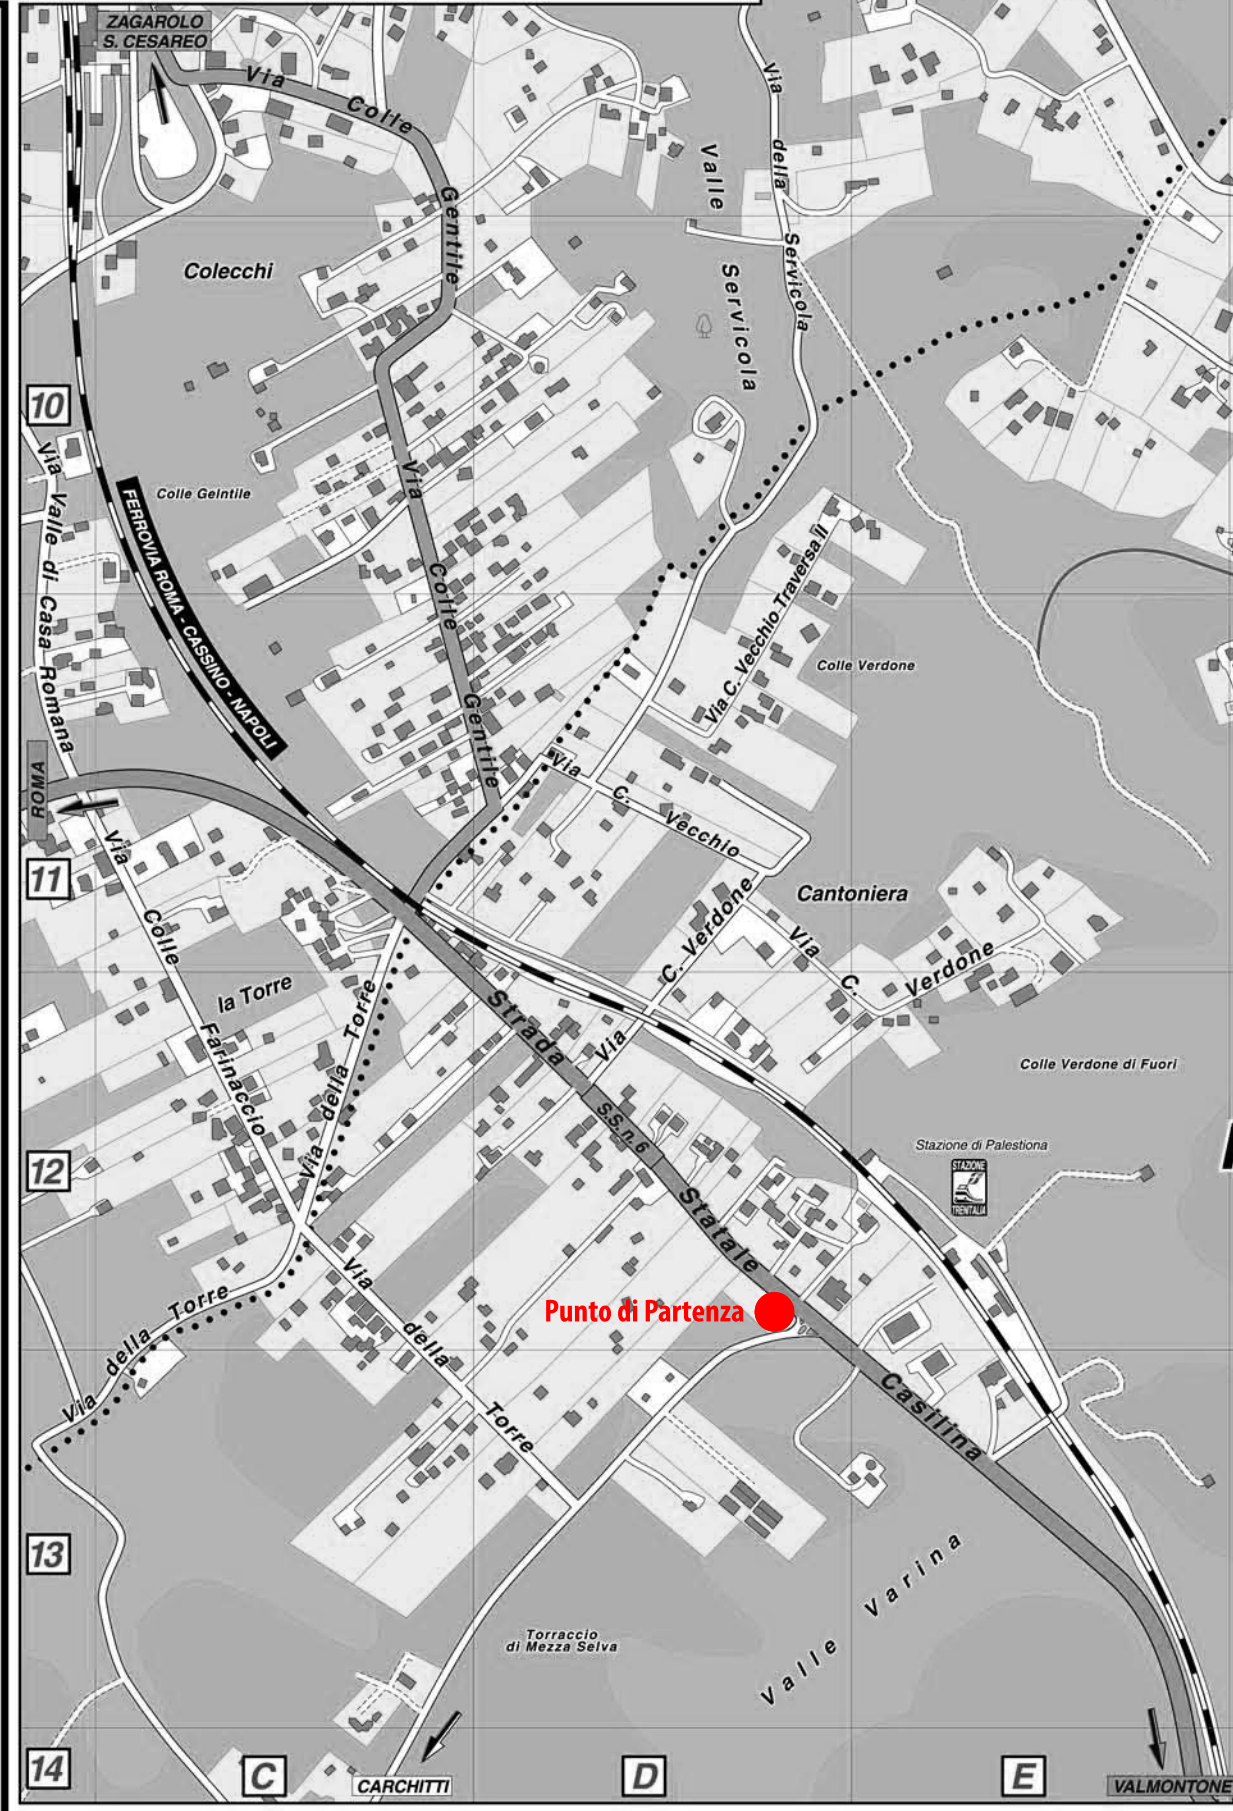 ZAGAROLO
S. CESAREO
Via Colle Gentile
Via della Servicola
Valle Servicola
Colecchi
10
Via Valle di Casa Romana
Colle Geintile
FERROVIA ROMA - CASSINO - NAPOLI
Via Colle Gentile
Via C. Vecchio Traversa II
Colle Verdone
ROMA
Via C. Vecchio
11
Via Colle Farinaccio
Cantoniera
Via C. Verdone
Via C. Verdone
la Torre
Via della Torre
Strada Statale Casilina
S.S. n. 6
Colle Verdone di Fuori
12
Stazione di Palestiona
STAZIONE
TRENITALIA
Punto di Partenza
Via della Torre
Via della Torre
13
Valle Varina
Torraccio
di Mezza Selva
14
C
CARCHITTI
D
E
VALMONTONE